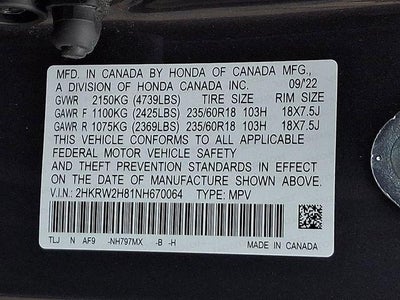 MFD. IN CANADA BY HONDA OF CANADA MFG.,
A DIVISION OF HONDA CANADA INC. 09/'22
GVWR 2150KG (4739LBS) TIRE SIZE RIM SIZE
GAWR F 1100KG (2425LBS) 235/60R18 103H 18X7.5J
GAWR R 1075KG (2369LBS) 235/60R18 103H 18X7.5J
THIS VEHICLE CONFORMS TO ALL APPLICABLE
FEDERAL MOTOR VEHICLE SAFETY
AND THEFT PREVENTION STANDARDS IN EFFECT
ON THE DATE OF MANUFACTURE SHOWN ABOVE.
V.I.N.: 2HKRW2H81NH670064 TYPE: MPV
TLJ N AF9 -NH797MX -B -H MADE IN CANADA